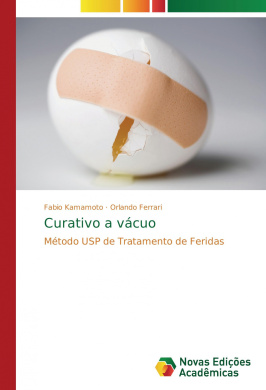 Fabio Kamamoto · Orlando Ferrari
Curativo a vácuo
Método USP de Tratamento de Feridas
Novas Edições
Acadêmicas